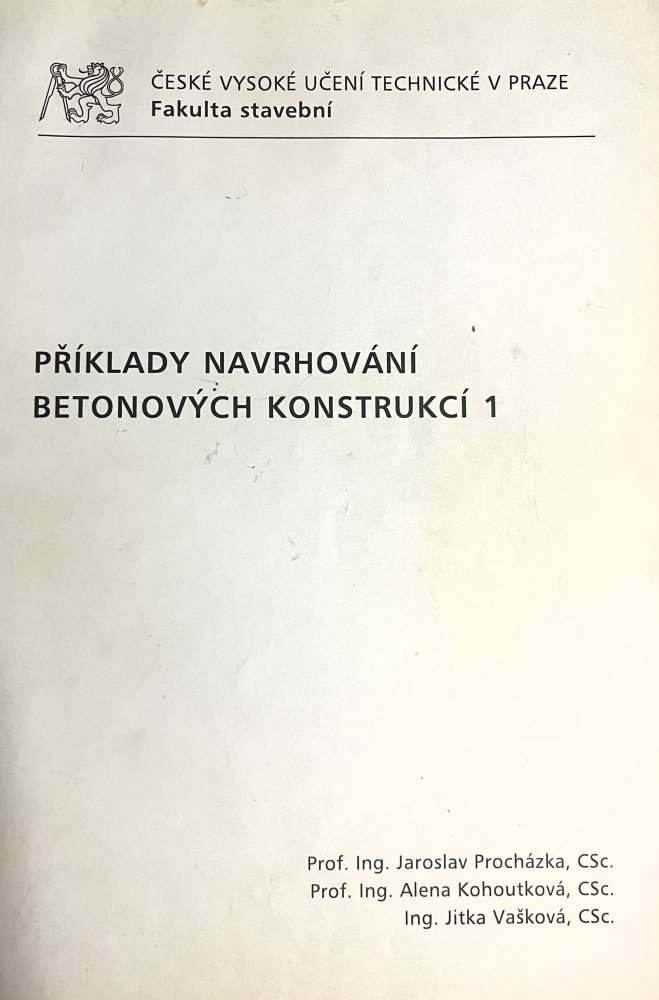 ČESKÉ VYSOKÉ UČENÍ TECHNICKÉ V PRAZE
Fakulta stavební
PŘÍKLADY NAVRHOVÁNÍ
BETONOVÝCH KONSTRUKCÍ 1
Prof. Ing. Jaroslav Procházka, CSc.
Prof. Ing. Alena Kohoutková, CSc.
Ing. Jitka Vašková, CSc.